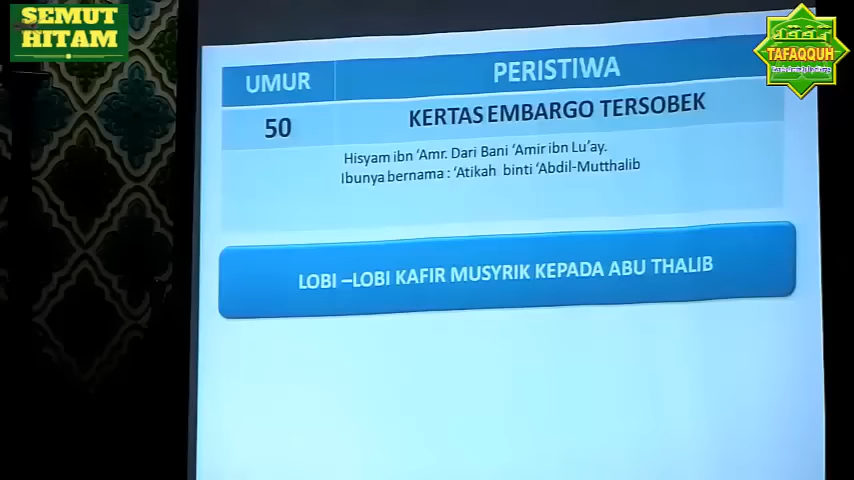 SEMUT
HITAM
TAFAQQUH
UMUR
PERISTIWA
50
KERTAS EMBARGO TERSOBEK
Hisyam ibn ‘Amr. Dari Bani ‘Amir ibn Lu’ay.
Ibunya bernama : ‘Atikah binti ‘Abdil-Mutthalib
LOBI –LOBI KAFIR MUSYRIK KEPADA ABU THALIB